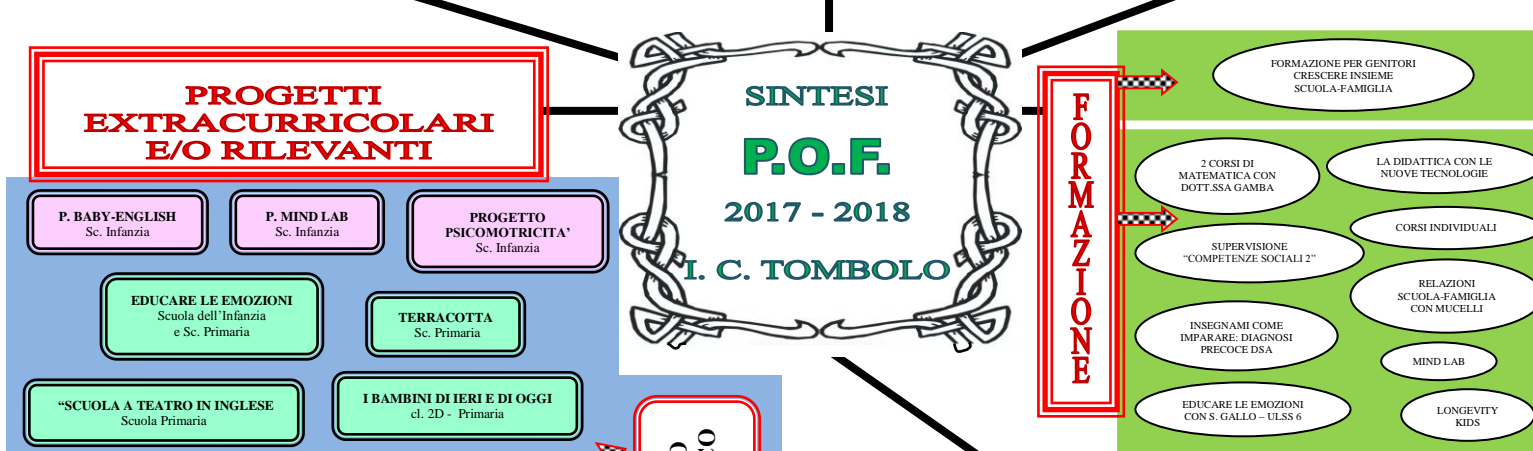 PROGETTI
EXTRACURRICOLARI
E/O RILEVANTI
P. BABY-ENGLISH
Sc. Infanzia
P. MIND LAB
Sc. Infanzia
PROGETTO
PSICOMOTRICITA’
Sc. Infanzia
EDUCARE LE EMOZIONI
Scuola dell’Infanzia
e Sc. Primaria
TERRACOTTA
Sc. Primaria
“SCUOLA A TEATRO IN INGLESE
Scuola Primaria
I BAMBINI DI IERI E DI OGGI
cl. 2D - Primaria
SINTESI
P.O.F.
2017 - 2018
I. C. TOMBOLO
FORMAZIONE
FORMAZIONE PER GENITORI
CRESCERE INSIEME
SCUOLA-FAMIGLIA
2 CORSI DI
MATEMATICA CON
DOTT.SSA GAMBA
LA DIDATTICA CON LE
NUOVE TECNOLOGIE
CORSI INDIVIDUALI
SUPERVISIONE
“COMPETENZE SOCIALI 2”
RELAZIONI
SCUOLA-FAMIGLIA
CON MUCELLI
INSEGNAMI COME
IMPARARE: DIAGNOSI
PRECOCE DSA
MIND LAB
EDUCARE LE EMOZIONI
CON S. GALLO – ULSS 6
LONGEVITY
KIDS